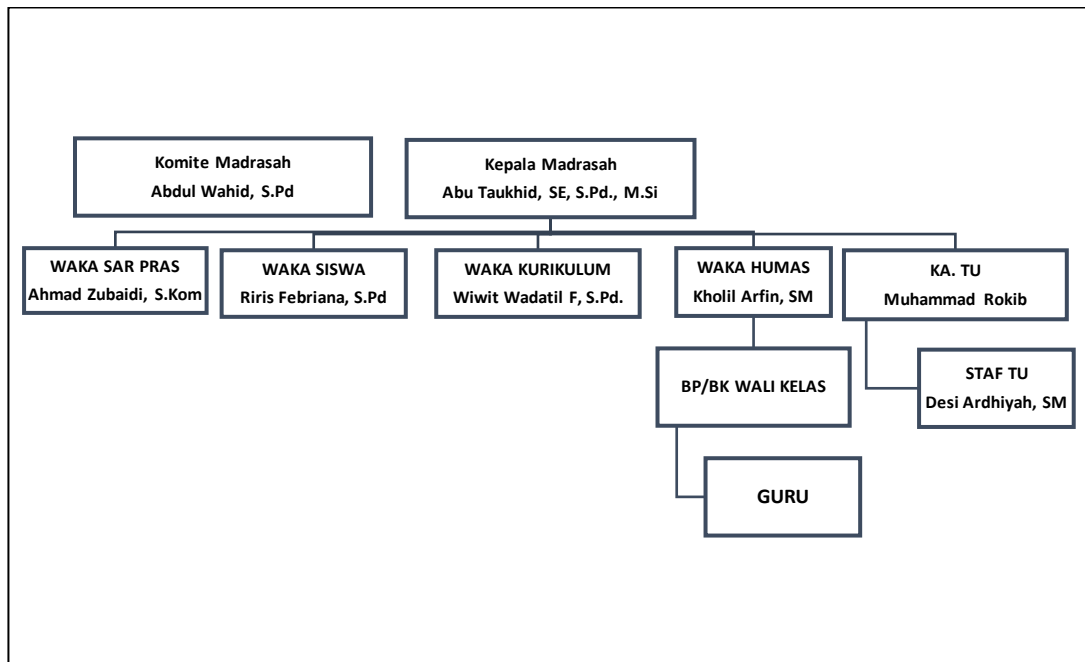 Komite Madrasah
Abdul Wahid, S.Pd
Kepala Madrasah
Abu Taukhid, SE, S.Pd., M.Si
WAKA SAR PRAS
Ahmad Zubaidi, S.Kom
WAKA SISWA
Riris Febriana, S.Pd
WAKA KURIKULUM
Wiwit Wadatil F, S.Pd.
WAKA HUMAS
Kholil Arfin, SM
KA. TU
Muhammad Rokib
BP/BK WALI KELAS
STAF TU
Desi Ardhiyah, SM
GURU